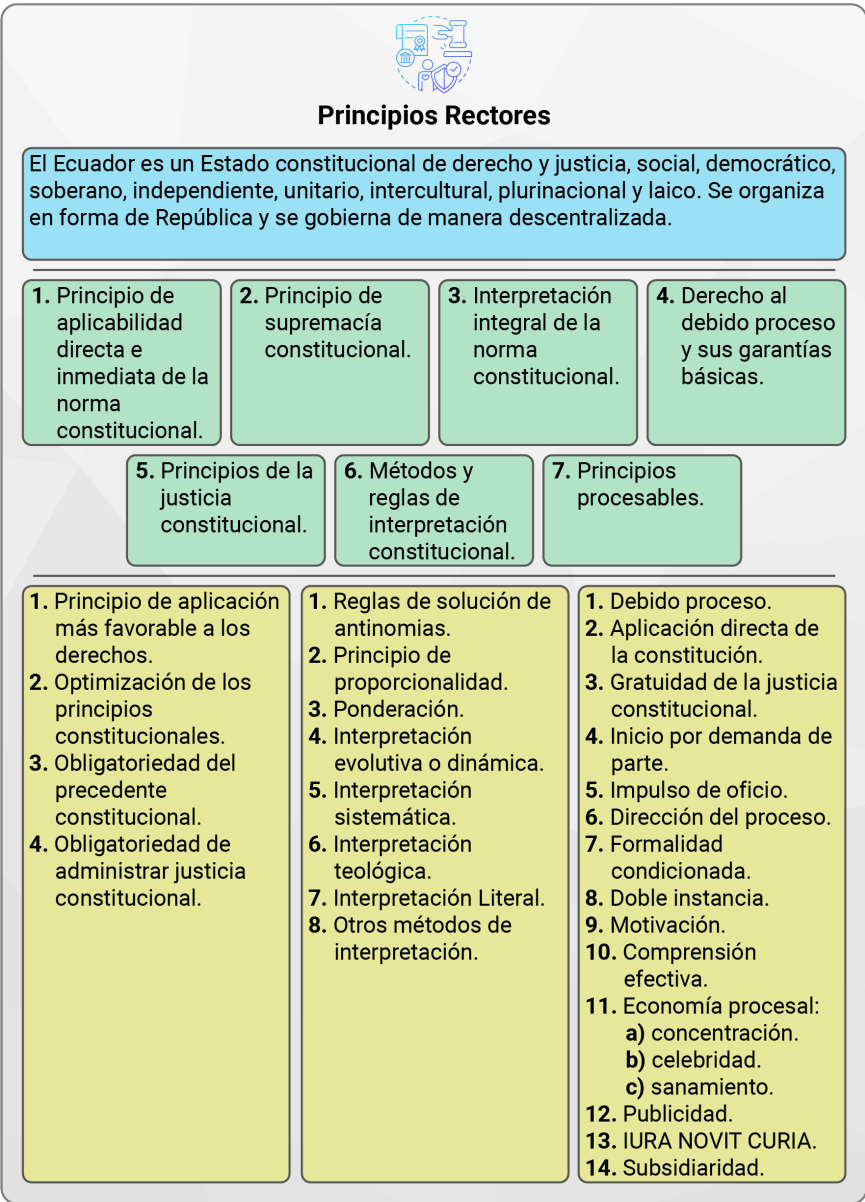 Principios Rectores
El Ecuador es un Estado constitucional de derecho y justicia, social, democrático,
soberano, independiente, unitario, intercultural, plurinacional y laico. Se organiza
en forma de República y se gobierna de manera descentralizada.
1. Principio de
aplicabilidad
directa e
inmediata de la
norma
constitucional.
2. Principio de
supremacía
constitucional.
3. Interpretación
integral de la
norma
constitucional.
4. Derecho al
debido proceso
y sus garantías
básicas.
5. Principios de la
justicia
constitucional.
6. Métodos y
reglas de
interpretación
constitucional.
7. Principios
procesables.
1. Principio de aplicación
más favorable a los
derechos.
2. Optimización de los
principios
constitucionales.
3. Obligatoriedad del
precedente
constitucional.
4. Obligatoriedad de
administrar justicia
constitucional.
1. Reglas de solución de
antinomias.
2. Principio de
proporcionalidad.
3. Ponderación.
4. Interpretación
evolutiva o dinámica.
5. Interpretación
sistemática.
6. Interpretación
teológica.
7. Interpretación Literal.
8. Otros métodos de
interpretación.
1. Debido proceso.
2. Aplicación directa de
la constitución.
3. Gratuidad de la justicia
constitucional.
4. Inicio por demanda de
parte.
5. Impulso de oficio.
6. Dirección del proceso.
7. Formalidad
condicionada.
8. Doble instancia.
9. Motivación.
10. Comprensión
efectiva.
11. Economía procesal:
a) concentración.
b) celebridad.
c) sanamiento.
12. Publicidad.
13. IURA NOVIT CURIA.
14. Subsidiaridad.